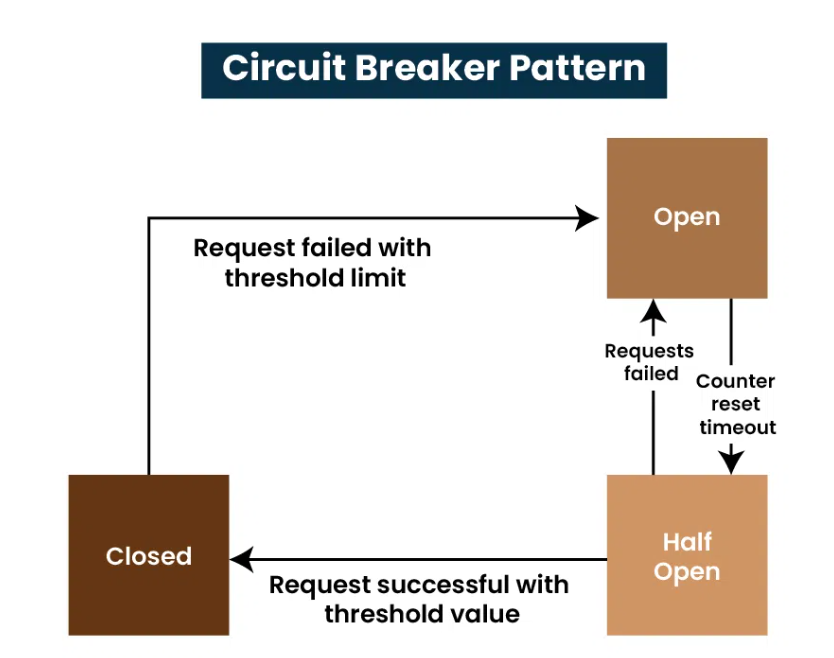 Circuit Breaker Pattern
Open
Request failed with
threshold limit
Requests
failed
Counter
reset
timeout
Closed
Half
Open
Request successful with
threshold value